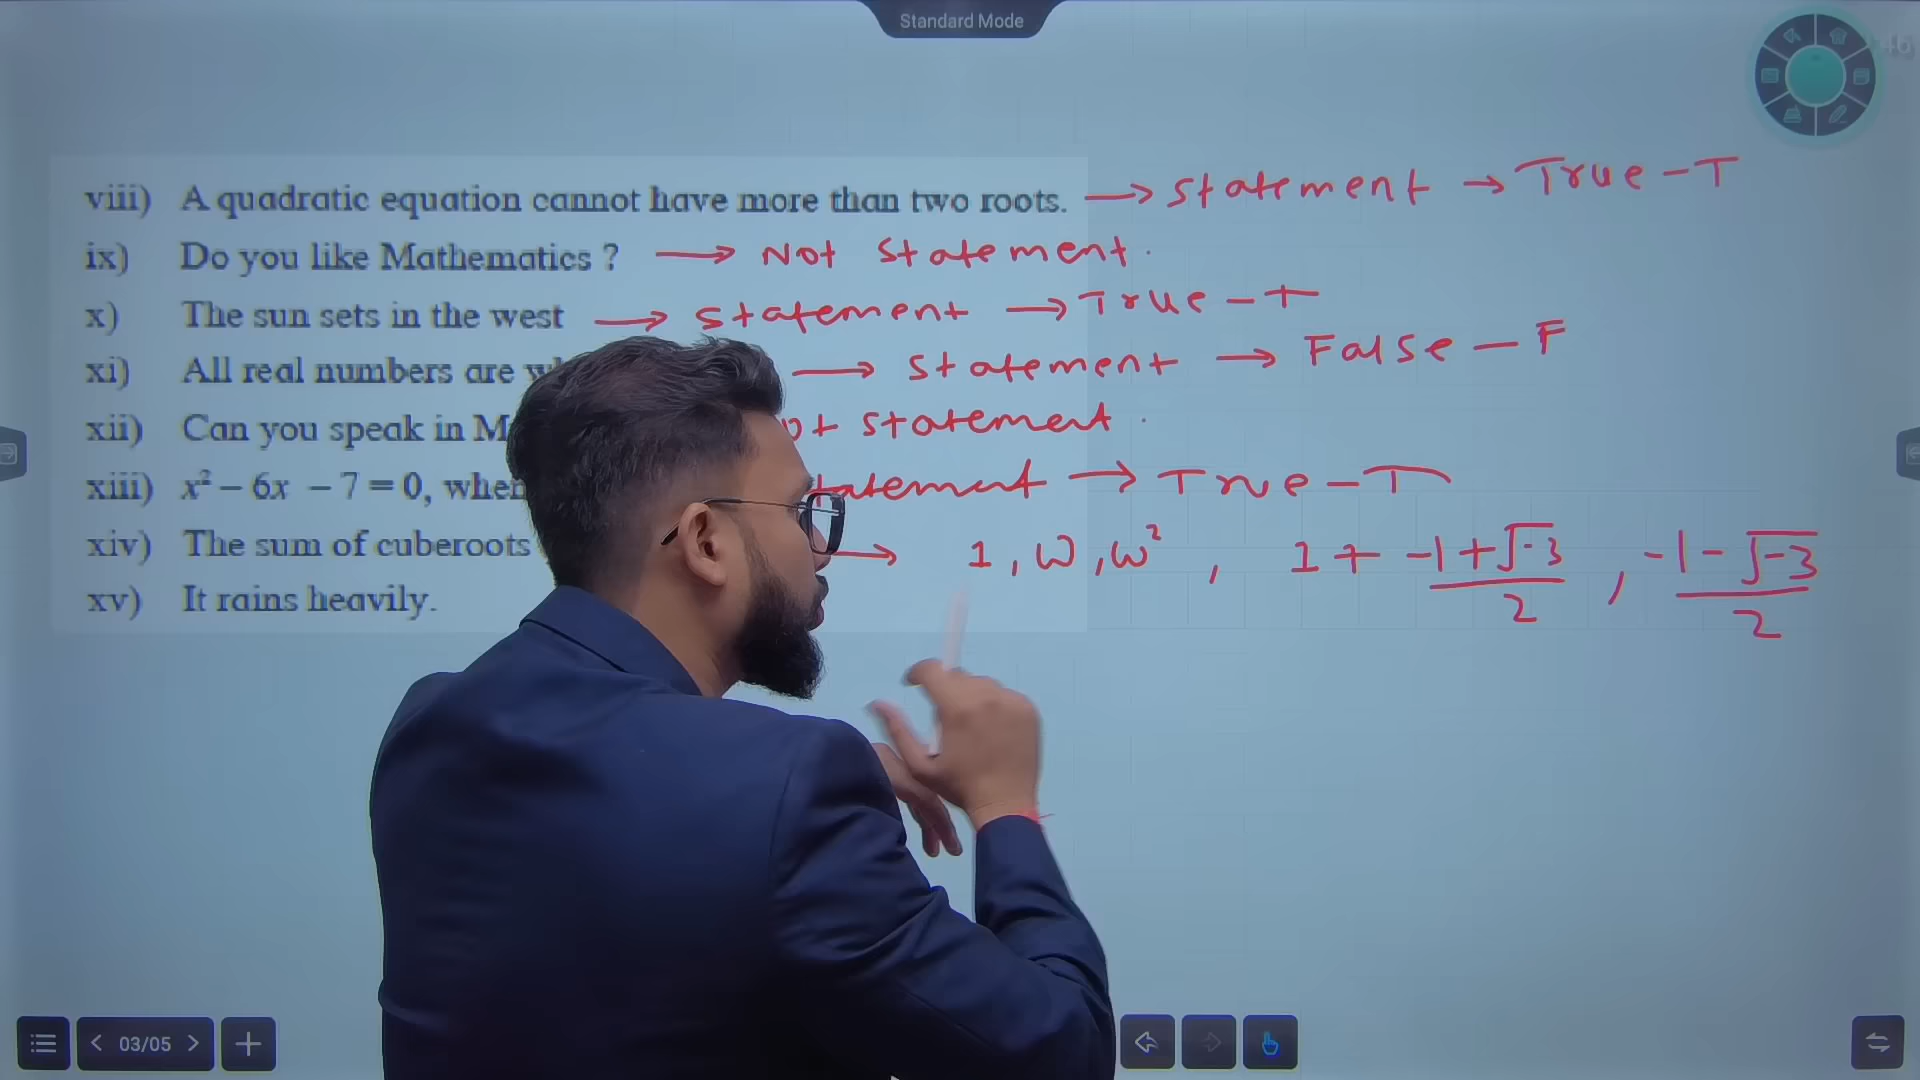 Standard Mode
viii) A quadratic equation cannot have more than two roots. → statement → True - T
ix) Do you like Mathematics ? → Not statement.
x) The sun sets in the west → statement → True - T
xi) All real numbers are → statement → False - F
xii) Can you speak in statement.
xiii) x² – 6x – 7 = 0, → True - T
xiv) The sum of cuberoots → 1, ω, ω² , 1 + -1+√-3/2 , -1-√-3/2
xv) It rains heavily.
03/05